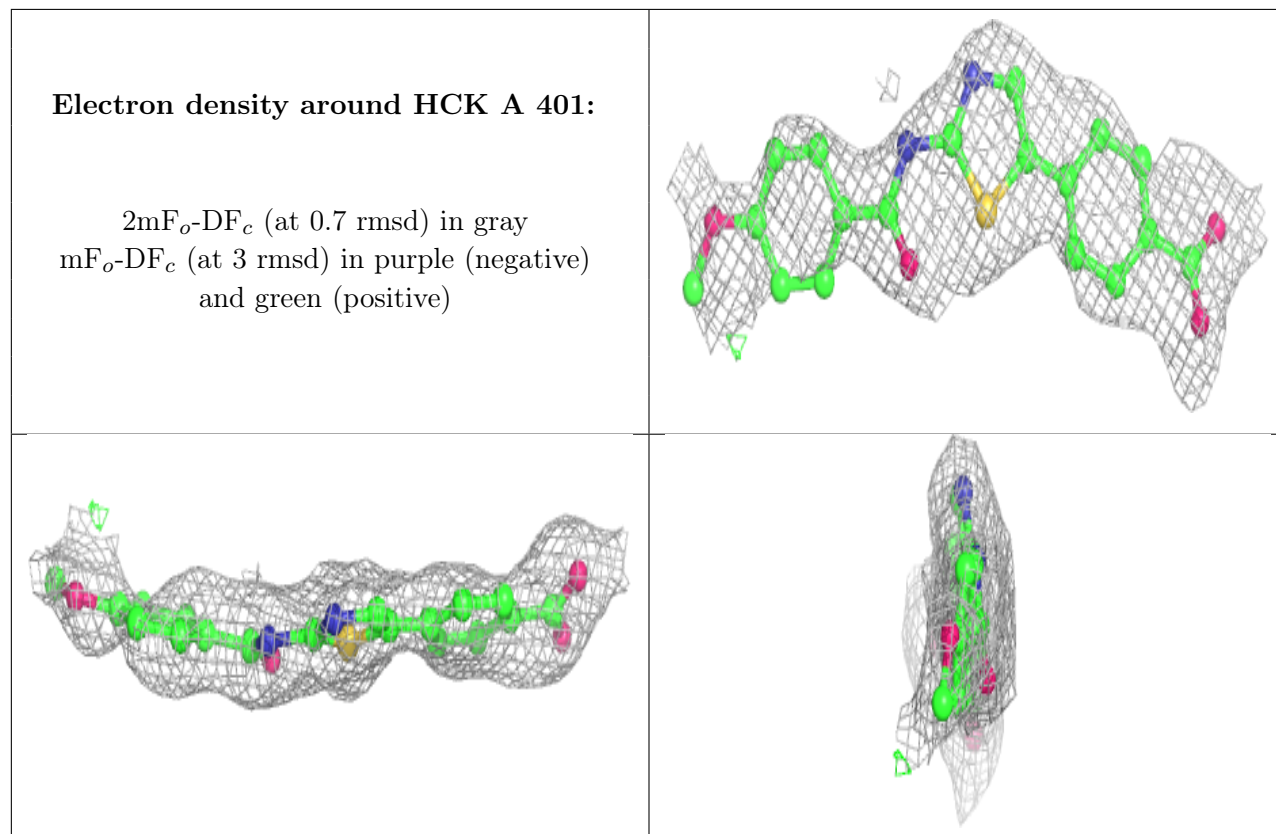 Electron density around HCK A 401:
2mFo-DFc (at 0.7 rmsd) in gray
mFo-DFc (at 3 rmsd) in purple (negative)
and green (positive)